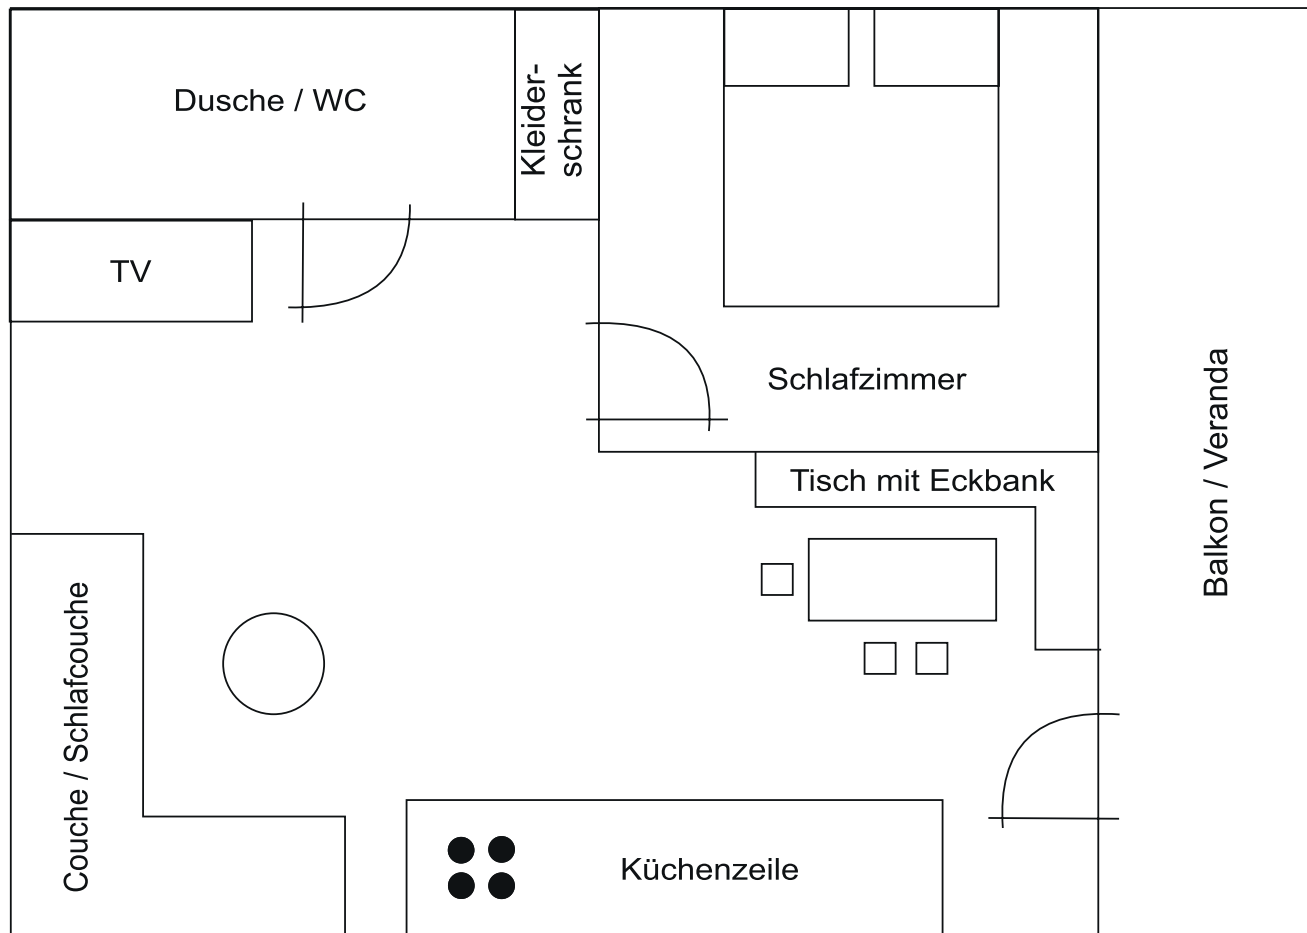 Dusche / WC
Kleider-
schrank
TV
Schlafzimmer
Tisch mit Eckbank
Balkon / Veranda
Couche / Schlafcouche
Küchenzeile